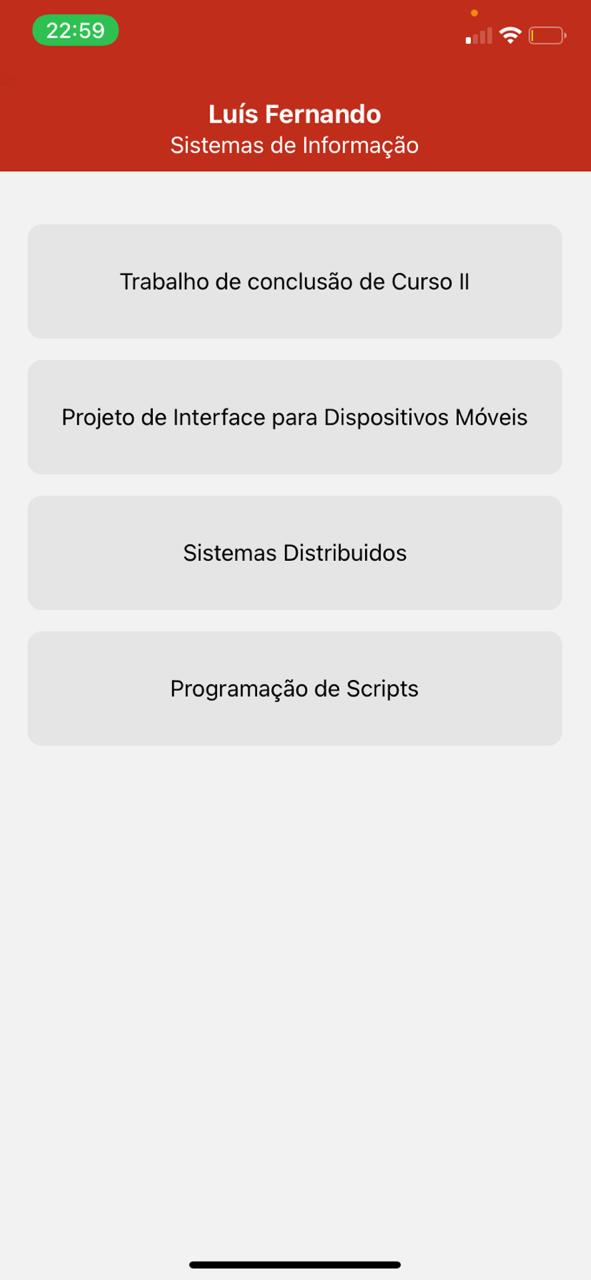 22:59
Luís Fernando
Sistemas de Informação
Trabalho de conclusão de Curso II
Projeto de Interface para Dispositivos Móveis
Sistemas Distribuidos
Programação de Scripts